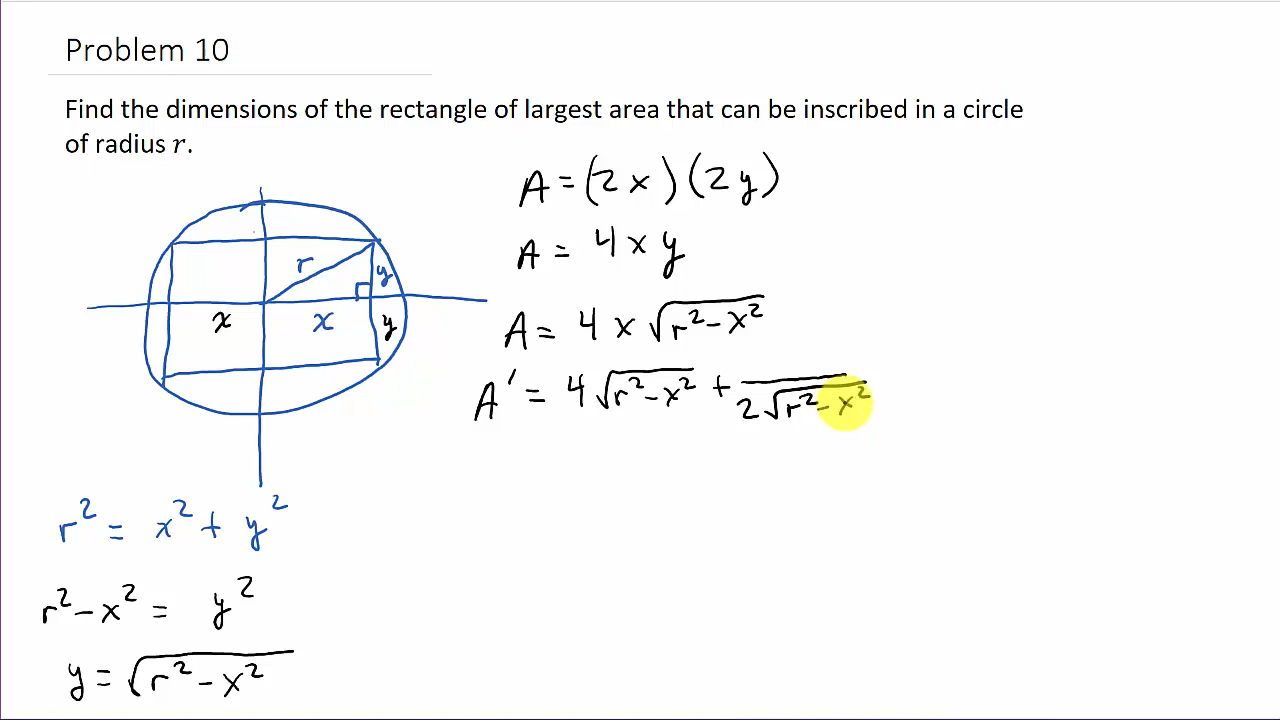 Problem 10
Find the dimensions of the rectangle of largest area that can be inscribed in a circle
of radius r.
A = (2x)(2y)
A = 4xy
A = 4x√(r²-x²)
A' = 4√(r²-x²) + /(2√(r²-x²))
r
y
x
x
y
r² = x² + y²
r²-x² = y²
y = √(r²-x²)